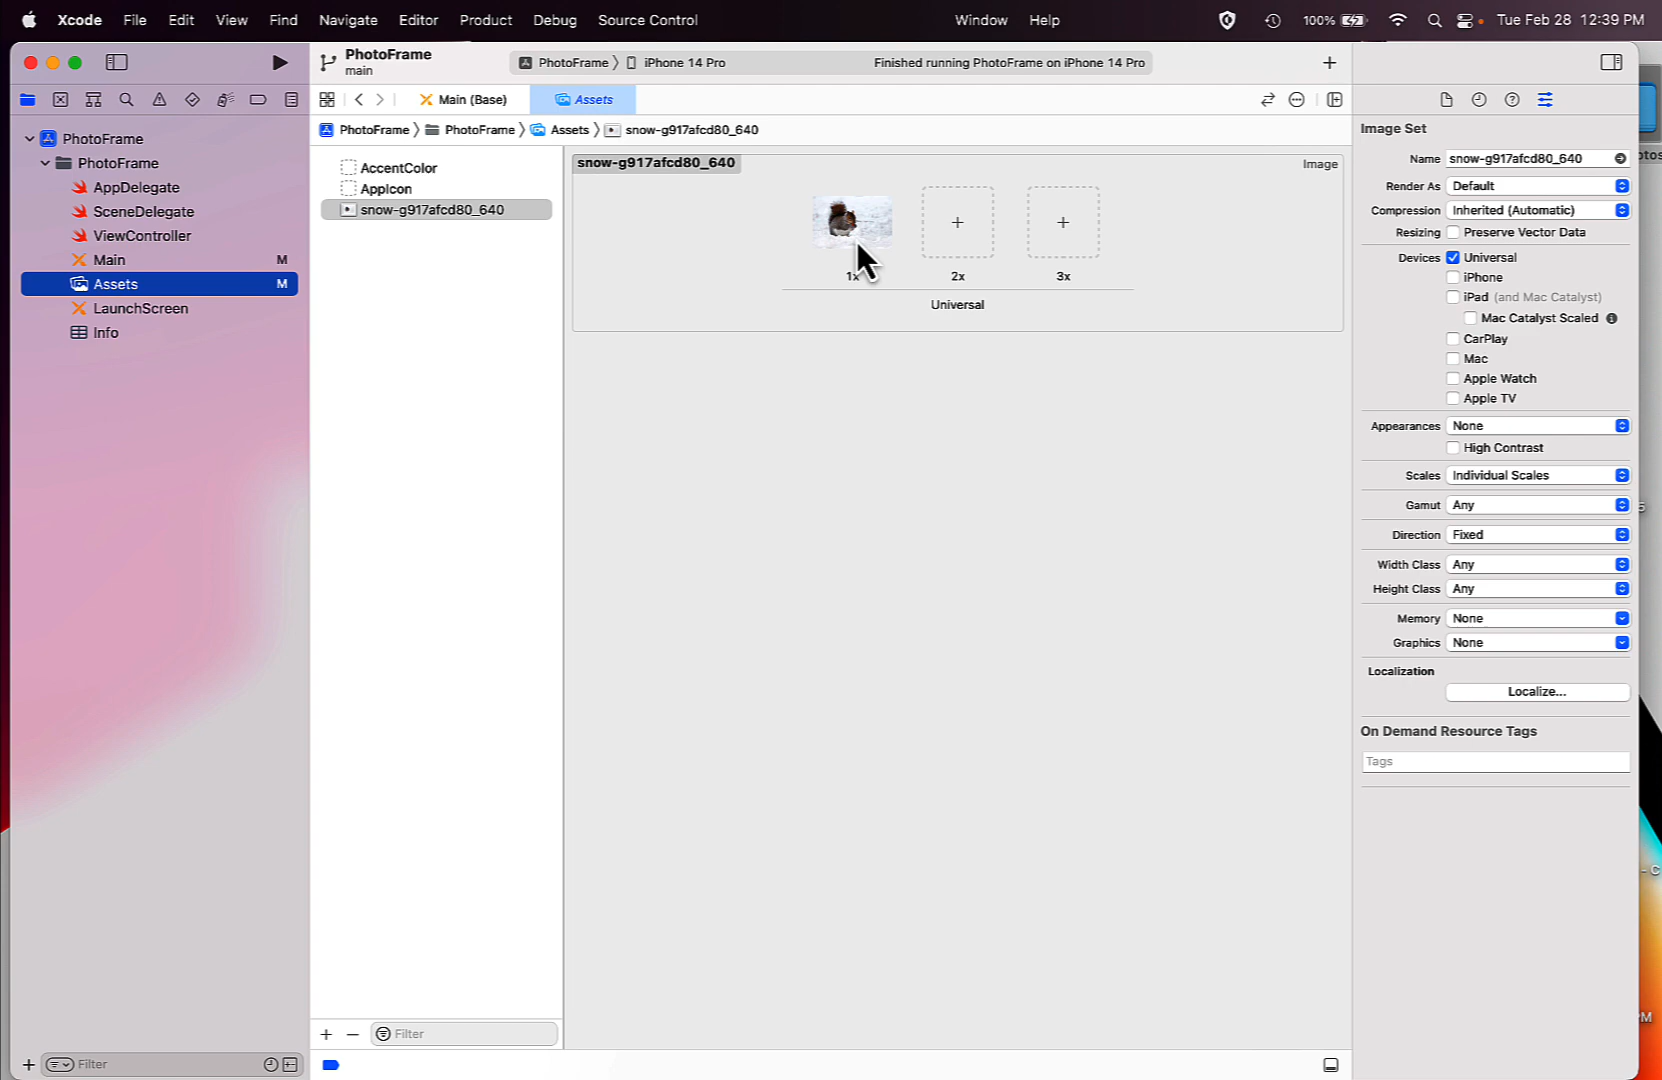 Xcode File Edit View Find Navigate Editor Product Debug Source Control Window Help 100% Tue Feb 28 12:39 PM
PhotoFrame
main
PhotoFrame iPhone 14 Pro Finished running PhotoFrame on iPhone 14 Pro
Main (Base) Assets
PhotoFrame PhotoFrame Assets snow-g917afcd80_640
PhotoFrame
PhotoFrame
AppDelegate
SceneDelegate
ViewController
Main M
Assets M
LaunchScreen
Info
Filter
AccentColor
AppIcon
snow-g917afcd80_640
Filter
snow-g917afcd80_640 Image
1x 2x 3x
Universal
Image Set
Name snow-g917afcd80_640
Render As Default
Compression Inherited (Automatic)
Resizing Preserve Vector Data
Devices Universal
iPhone
iPad (and Mac Catalyst)
Mac Catalyst Scaled
CarPlay
Mac
Apple Watch
Apple TV
Appearances None
High Contrast
Scales Individual Scales
Gamut Any
Direction Fixed
Width Class Any
Height Class Any
Memory None
Graphics None
Localization
Localize...
On Demand Resource Tags
Tags